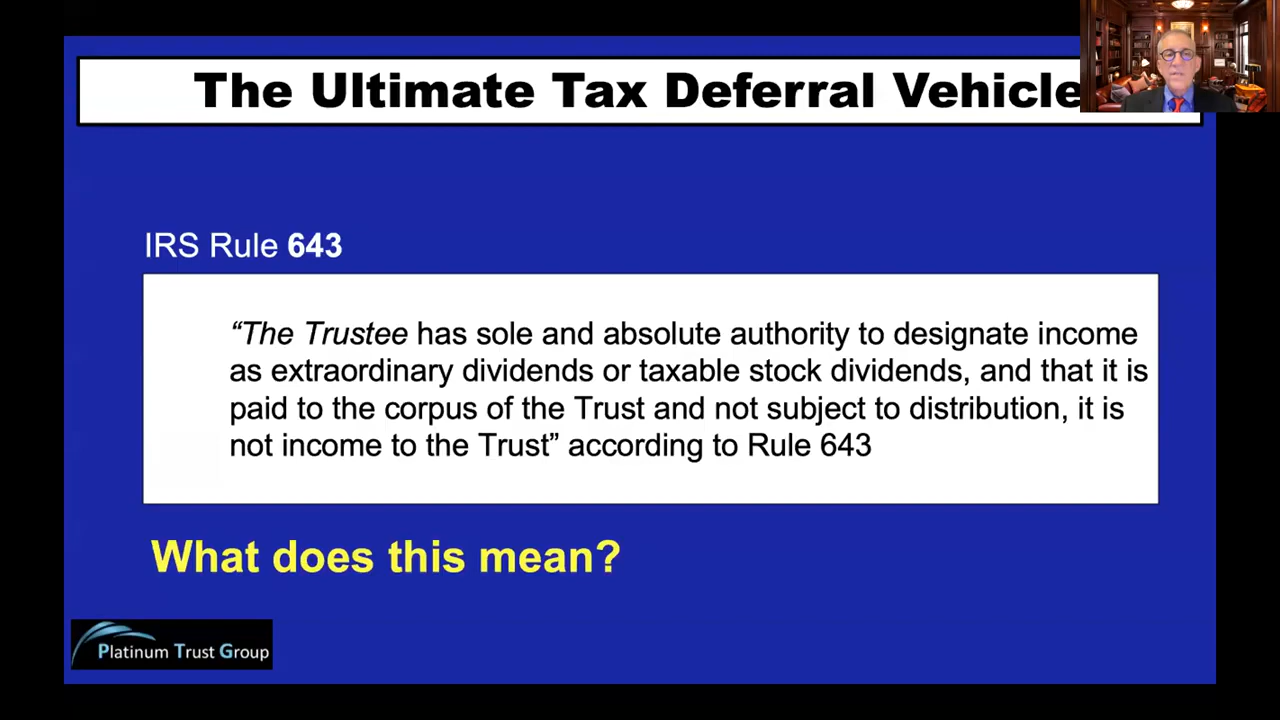 The Ultimate Tax Deferral Vehicle
IRS Rule 643
“The Trustee has sole and absolute authority to designate income
as extraordinary dividends or taxable stock dividends, and that it is
paid to the corpus of the Trust and not subject to distribution, it is
not income to the Trust” according to Rule 643
What does this mean?
Platinum Trust Group